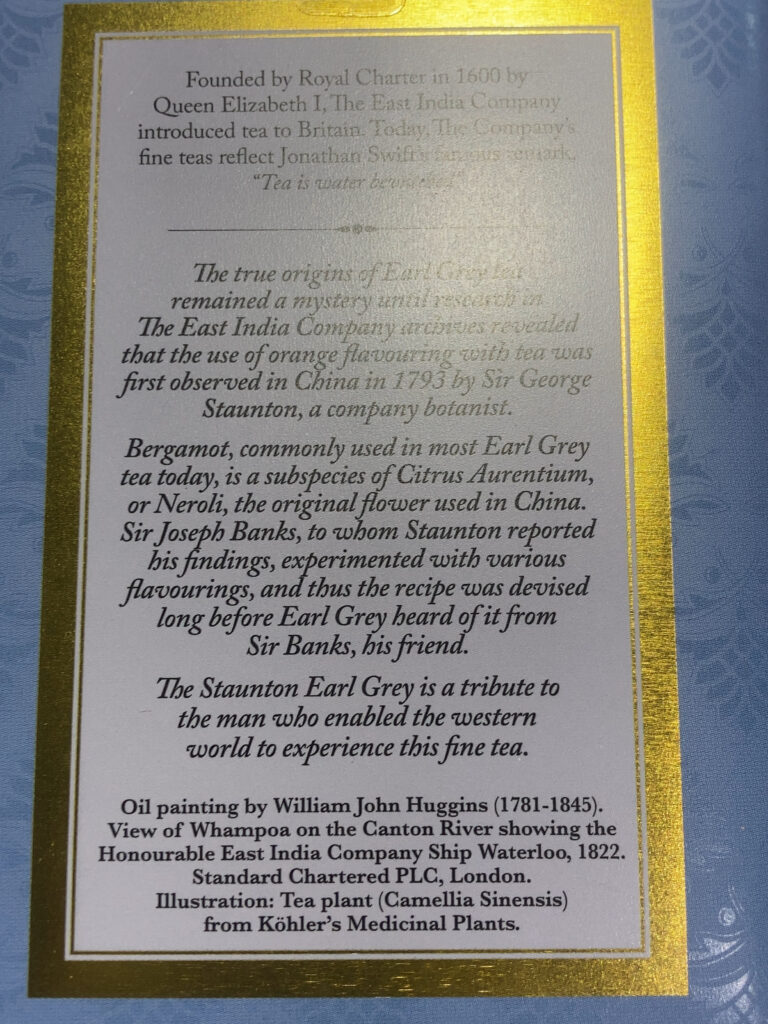 Founded by Royal Charter in 1600 by
Queen Elizabeth I, The East India Company
introduced tea to Britain. Today, The Company's
fine teas reflect Jonathan Swift's famous remark,
“Tea is water bewitched”
The true origins of Earl Grey tea
remained a mystery until research in
The East India Company archives revealed
that the use of orange flavouring with tea was
first observed in China in 1793 by Sir George
Staunton, a company botanist.
Bergamot, commonly used in most Earl Grey
tea today, is a subspecies of Citrus Aurentium,
or Neroli, the original flower used in China.
Sir Joseph Banks, to whom Staunton reported
his findings, experimented with various
flavourings, and thus the recipe was devised
long before Earl Grey heard of it from
Sir Banks, his friend.
The Staunton Earl Grey is a tribute to
the man who enabled the western
world to experience this fine tea.
Oil painting by William John Huggins (1781-1845).
View of Whampoa on the Canton River showing the
Honourable East India Company Ship Waterloo, 1822.
Standard Chartered PLC, London.
Illustration: Tea plant (Camellia Sinensis)
from Köhler's Medicinal Plants.